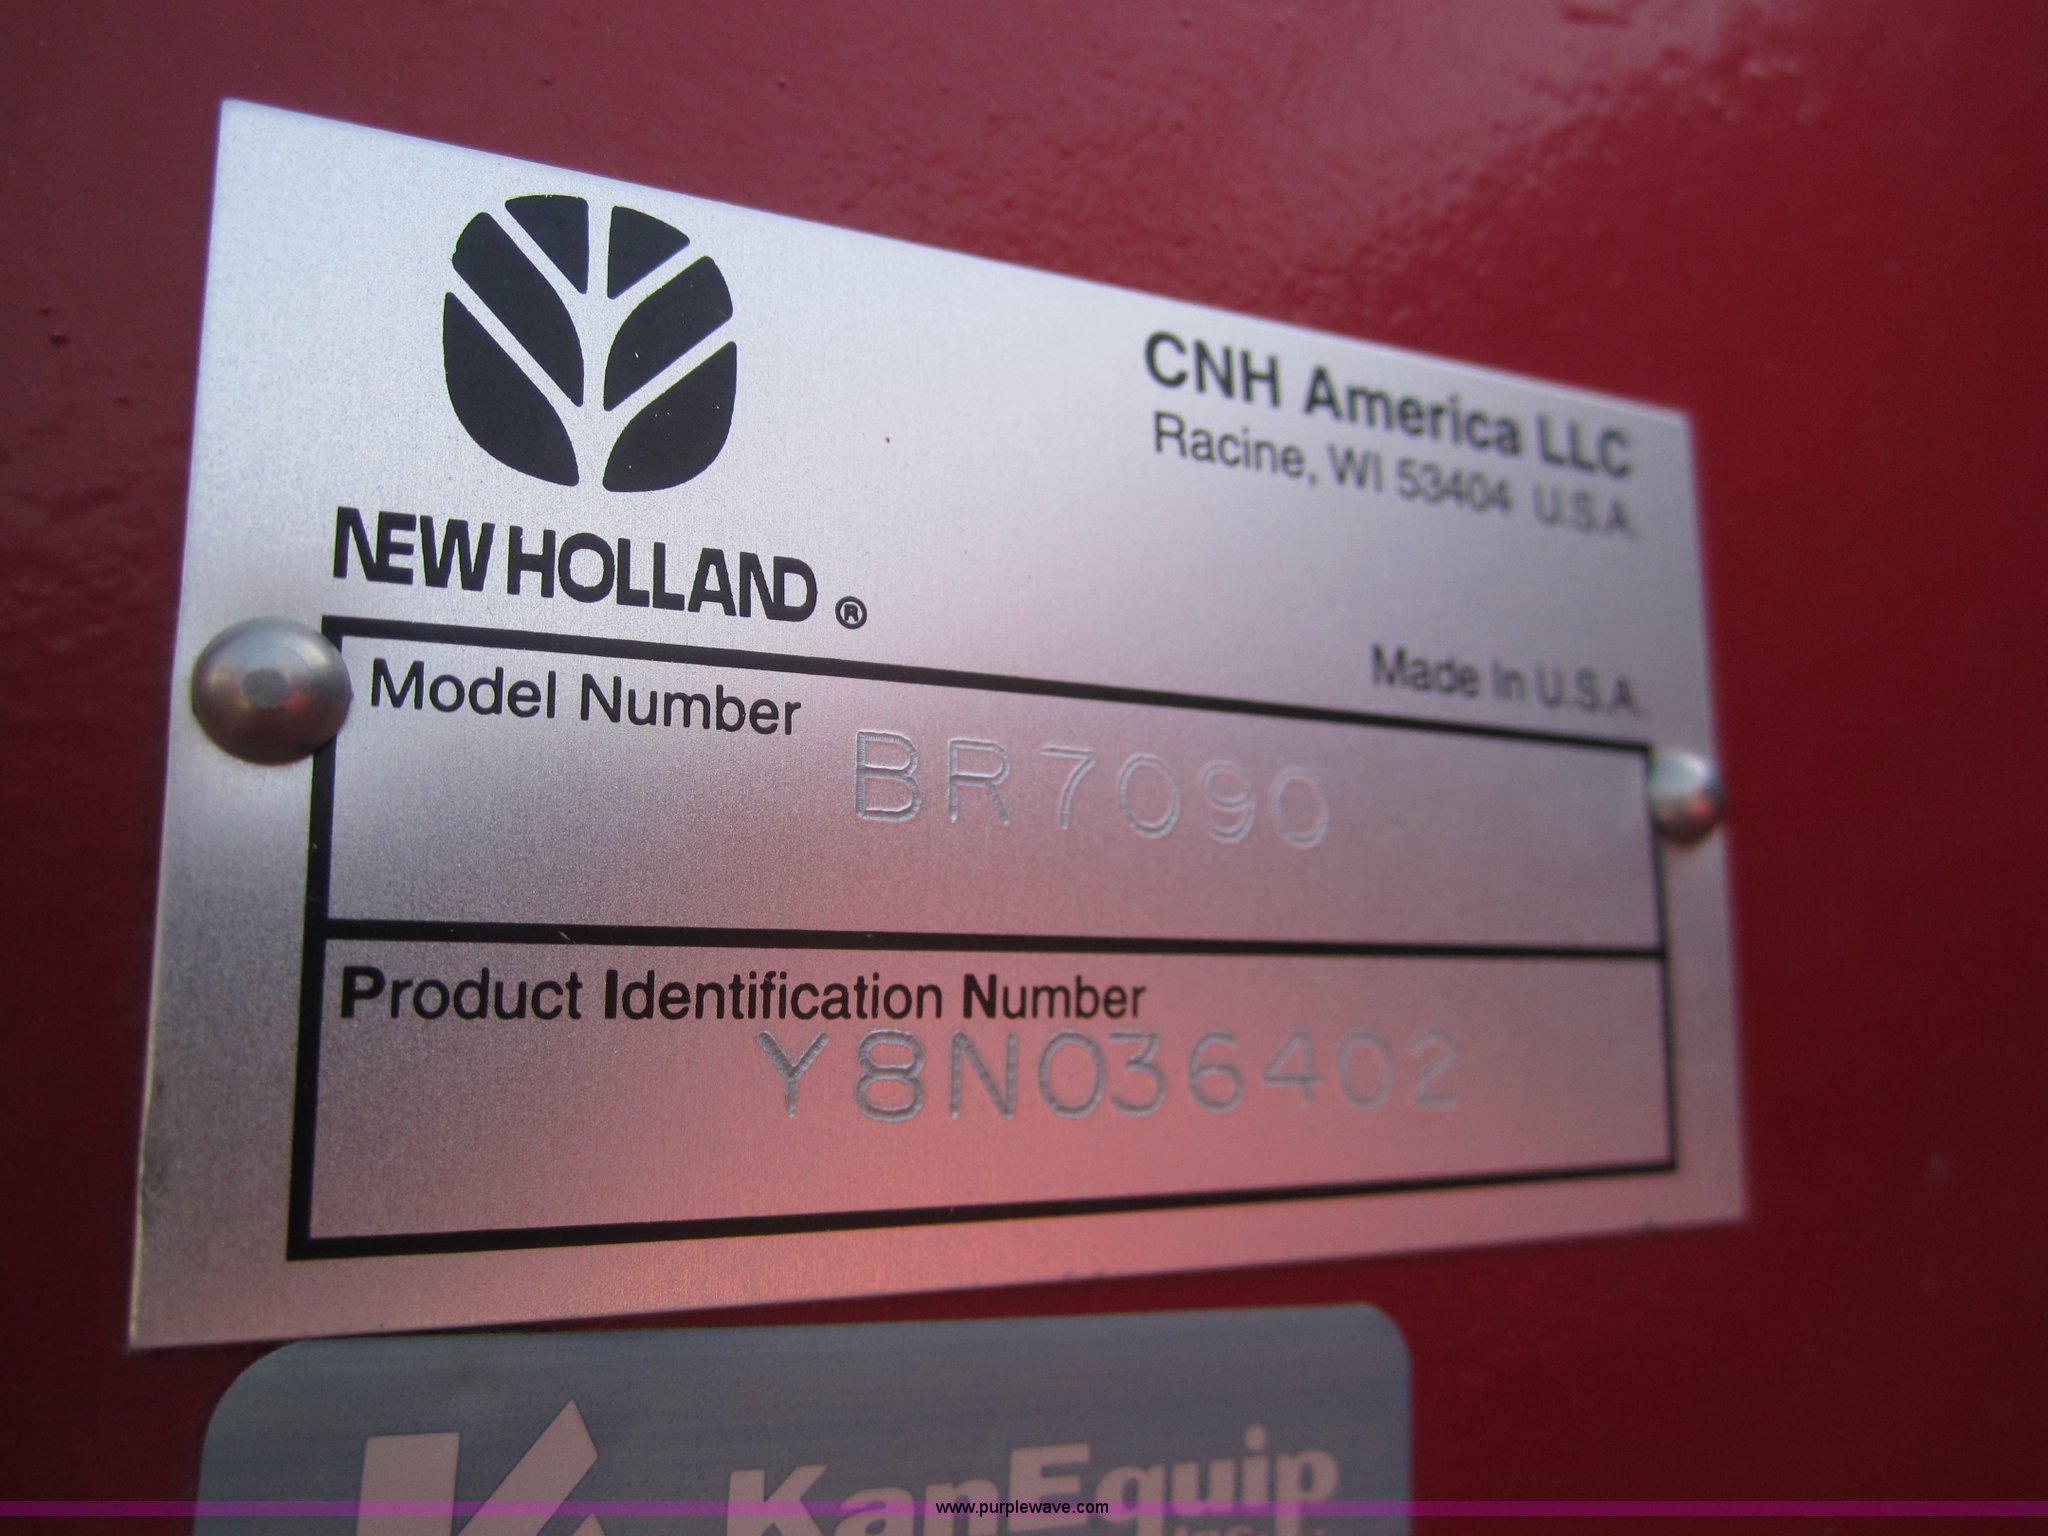 NEW HOLLAND ®
CNH America LLC
Racine, WI 53404 U.S.A.
Made In U.S.A.
Model Number
BR7090
Product Identification Number
Y8N036402
KanEquip
www.purplewave.com